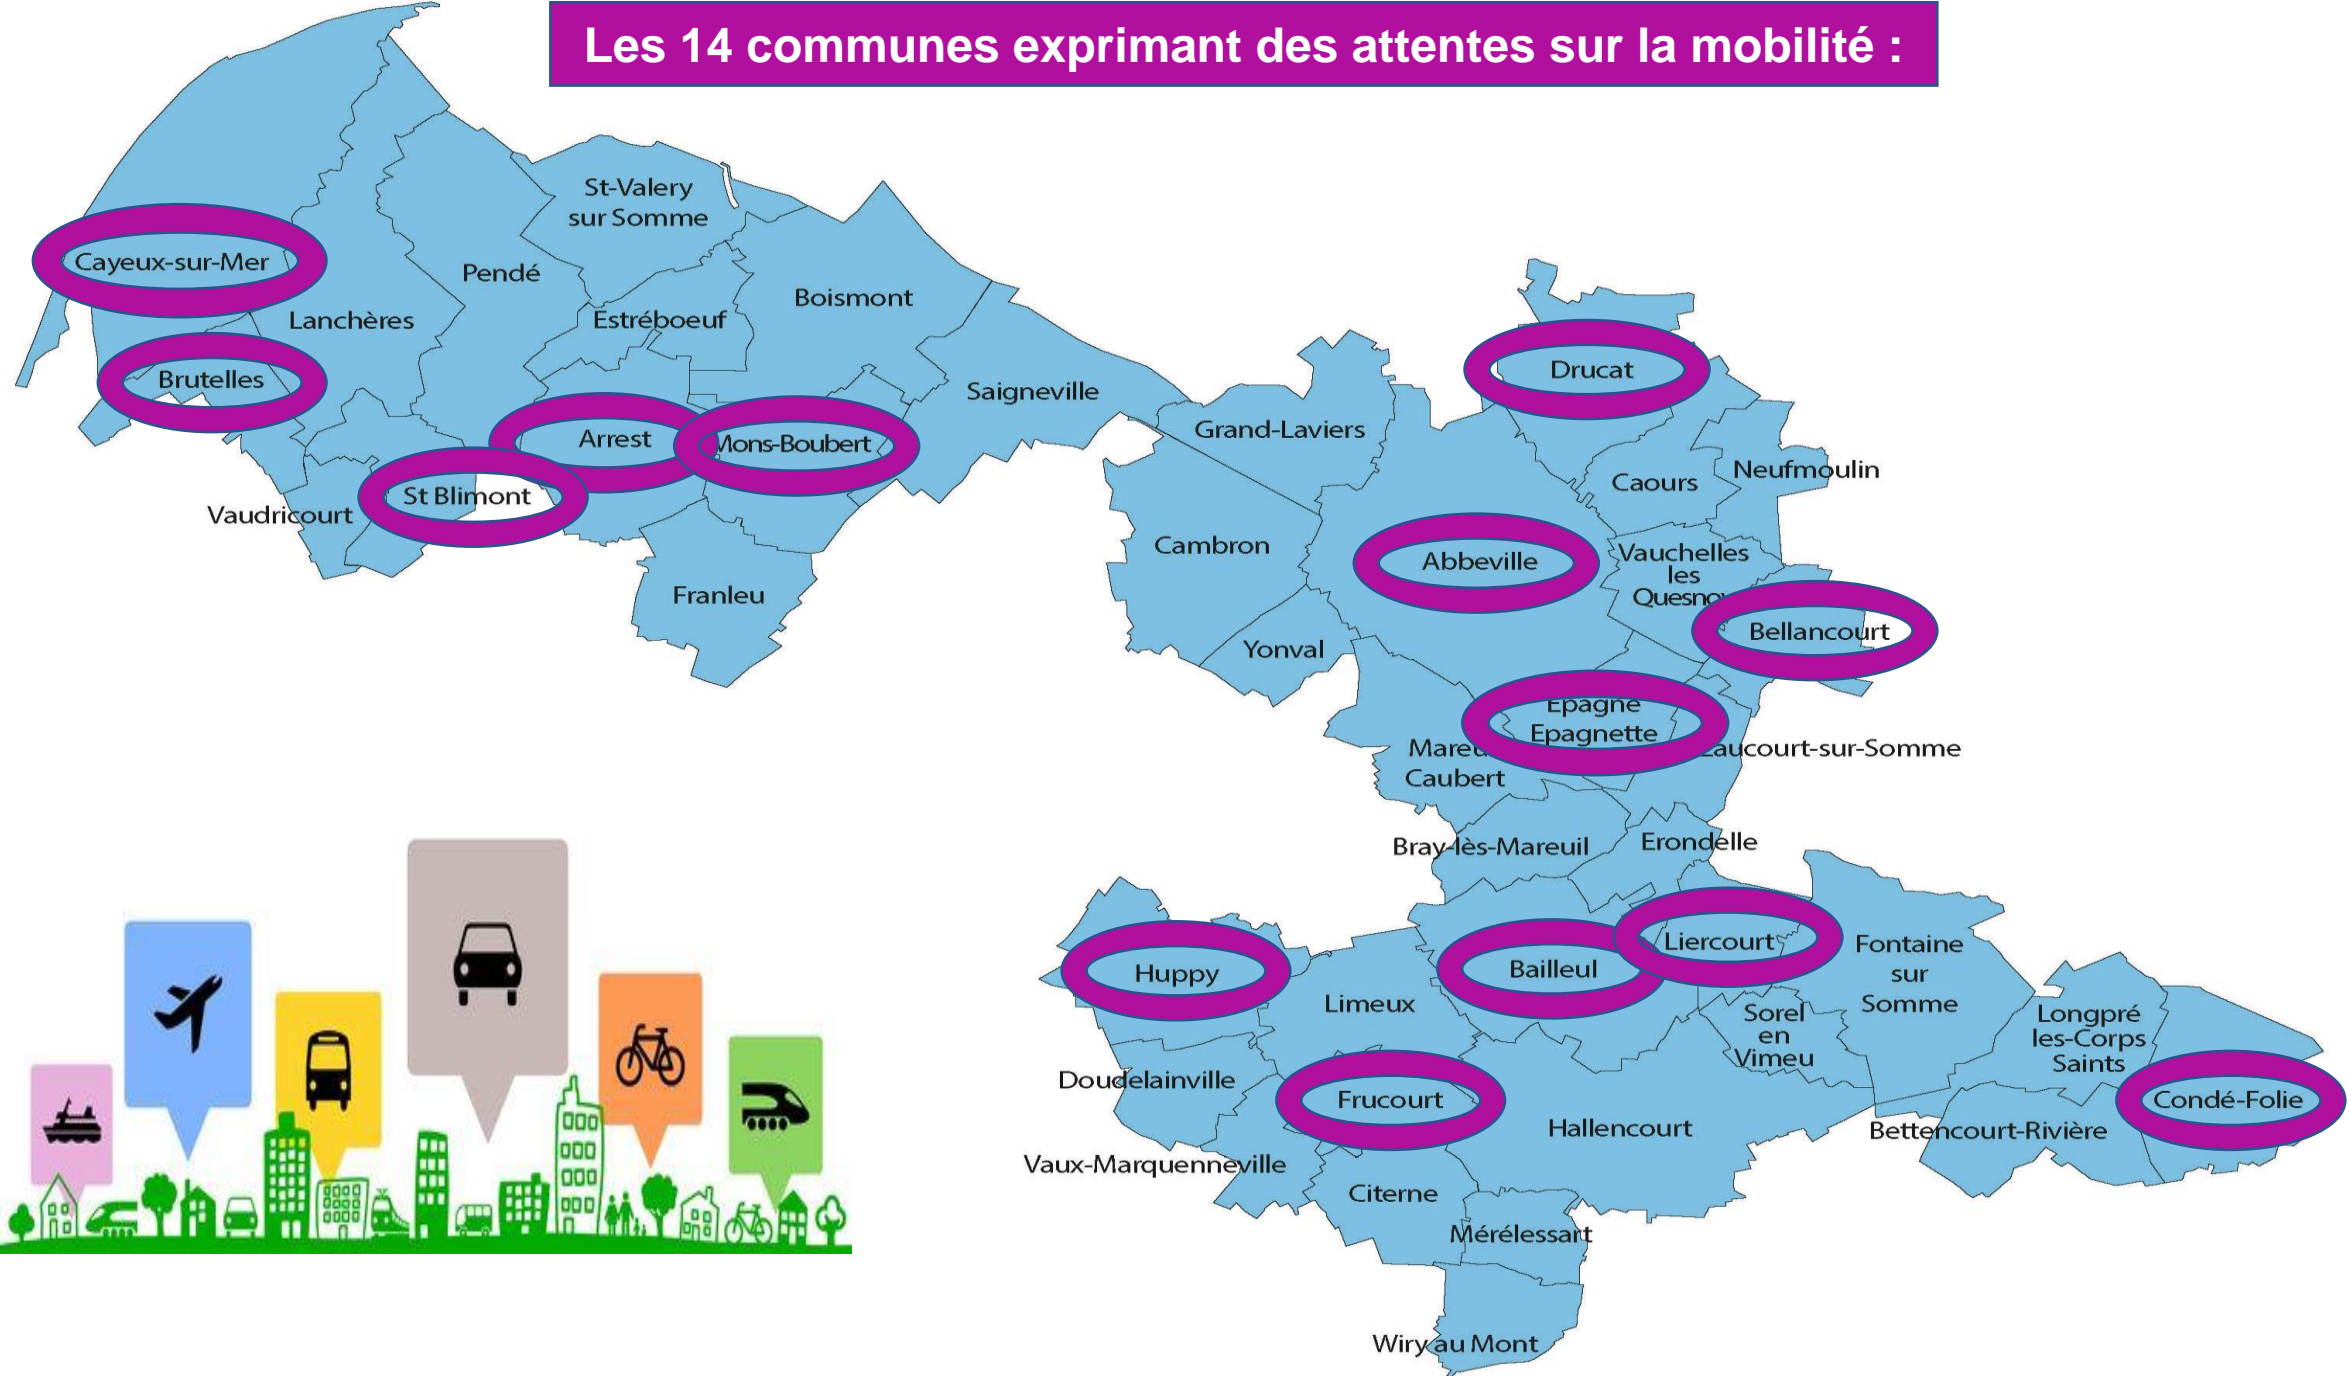 Les 14 communes exprimant des attentes sur la mobilité :
St-Valery
sur Somme
Cayeux-sur-Mer
Pendé
Boismont
Lanchères
Estréboeuf
Brutelles
Saigneville
Arrest
Mons-Boubert
St Blimont
Vaudricourt
Franleu
Drucat
Grand-Laviers
Caours
Neufmoulin
Cambron
Abbeville
Vauchelles
les
Bellancourt
Yonval
Epagne
Epagnette
Caubert
Bray-lès-Mareuil
Erondelle
Huppy
Bailleul
Liercourt
Limeux
Fontaine
sur
Somme
Sorel
en
Vimeu
Longpré
les-Corps
Saints
Doudelainville
Frucourt
Hallencourt
Condé-Folie
Bettencourt-Rivière
Vaux-Marquenneville
Citerne
Mérélessart
Wiry au Mont